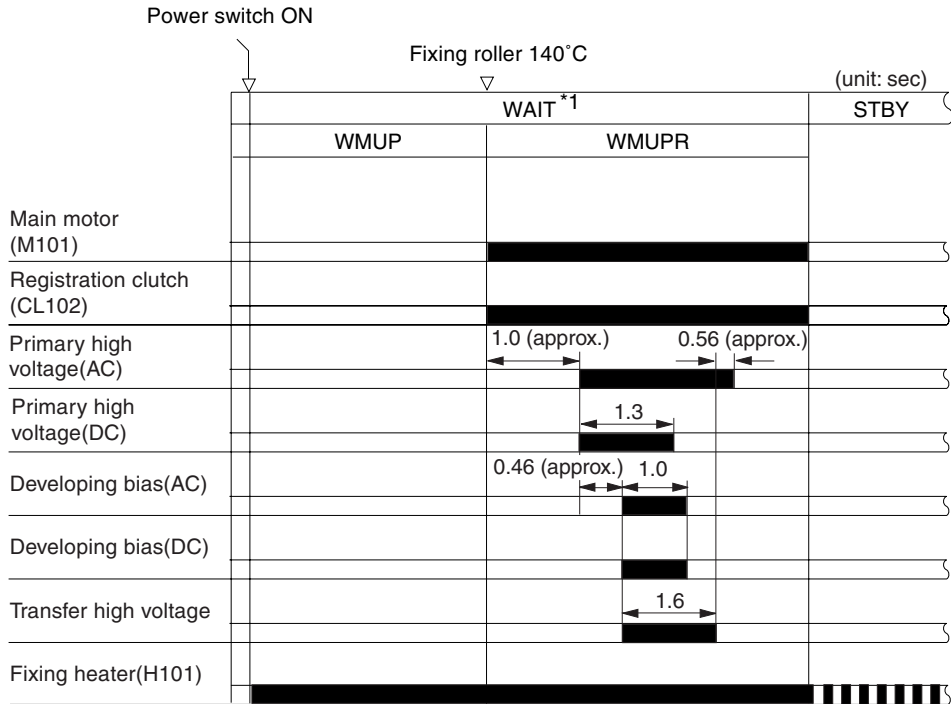 Power switch ON
Fixing roller 140˚C
(unit: sec)
WAIT *1
STBY
WMUP
WMUPR
Main motor
(M101)
Registration clutch
(CL102)
Primary high
voltage(AC)
1.0 (approx.)
0.56 (approx.)
Primary high
voltage(DC)
1.3
Developing bias(AC)
0.46 (approx.)
1.0
Developing bias(DC)
Transfer high voltage
1.6
Fixing heater(H101)